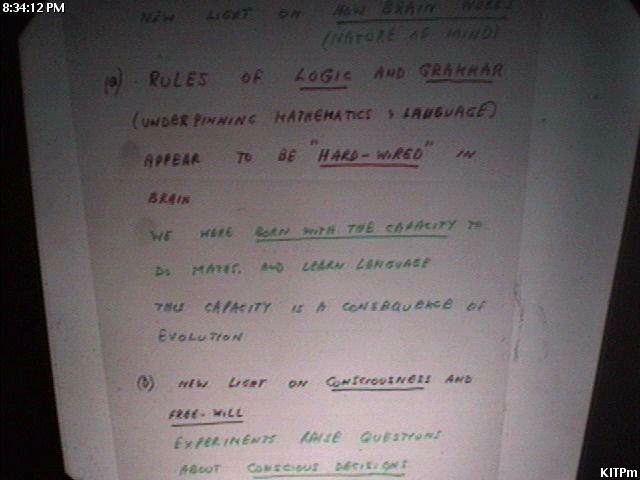 8:34:12 PM
NEW LIGHT ON HOW BRAIN WORKS
(NATURE OF MIND)
(a) RULES OF LOGIC AND GRAMMAR
(UNDERPINNING MATHEMATICS & LANGUAGE)
APPEAR TO BE "HARD-WIRED" IN
BRAIN
WE WERE BORN WITH THE CAPACITY TO
DO MATHS, AND LEARN LANGUAGE
THIS CAPACITY IS A CONSEQUENCE OF
EVOLUTION
(b) NEW LIGHT ON CONSCIOUSNESS AND
FREE-WILL
EXPERIMENTS RAISE QUESTIONS
ABOUT CONSCIOUS DECISIONS
KITPm